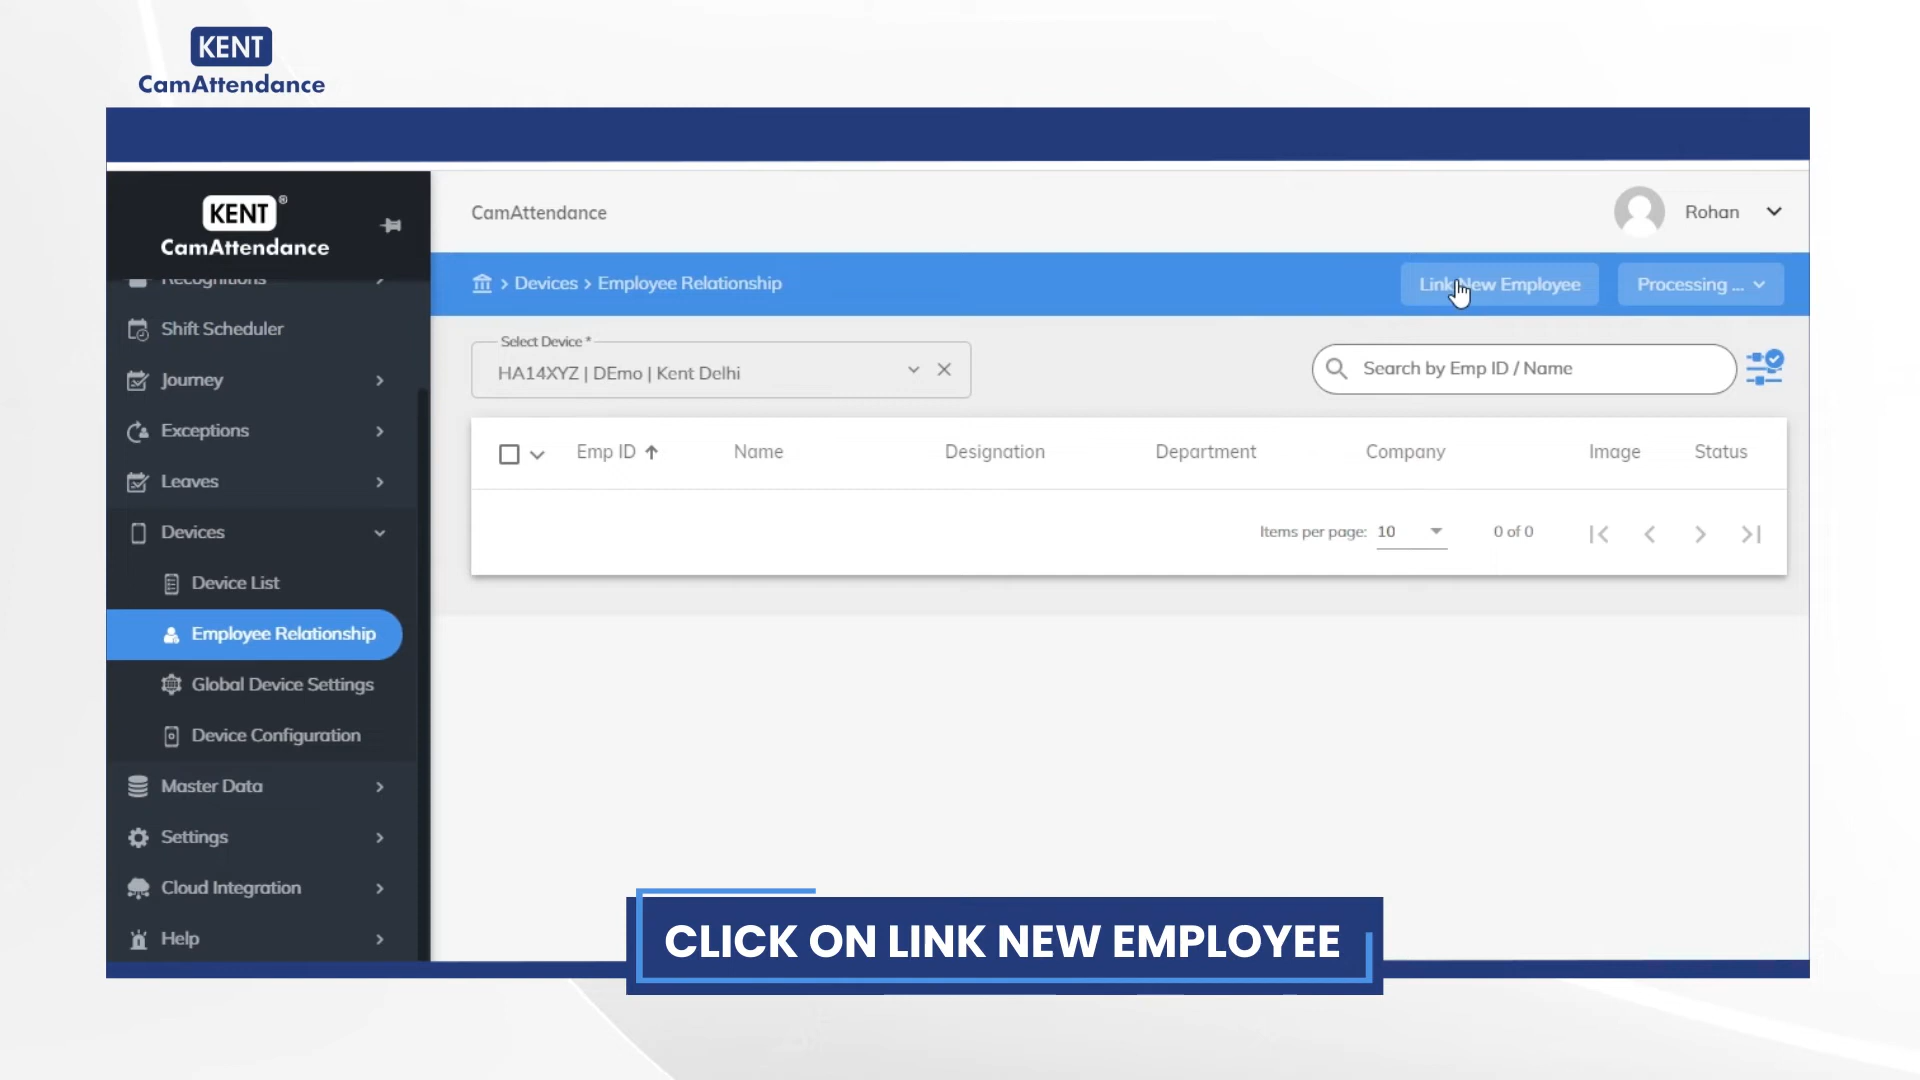 KENT
CamAttendance
KENT®
CamAttendance
Recognitions
Shift Scheduler
Journey
Exceptions
Leaves
Devices
Device List
Employee Relationship
Global Device Settings
Device Configuration
Master Data
Settings
Cloud Integration
Help
CamAttendance
Rohan
> Devices > Employee Relationship
Link New Employee
Processing ...
Select Device *
HA14XYZ | DEmo | Kent Delhi
Search by Emp ID / Name
Emp ID Name Designation Department Company Image Status
Items per page: 10 0 of 0
CLICK ON LINK NEW EMPLOYEE